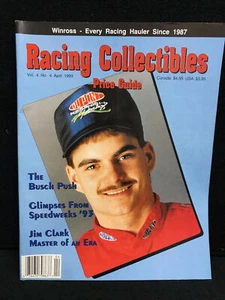 Winross - Every Racing Hauler Since 1987
Racing Collectibles
Vol. 4 No. 4 April 1993
Price Guide
Canada $4.95 USA $3.95
The
Busch Push
Glimpses From
Speedweeks '93
Jim Clark
Master of an Era